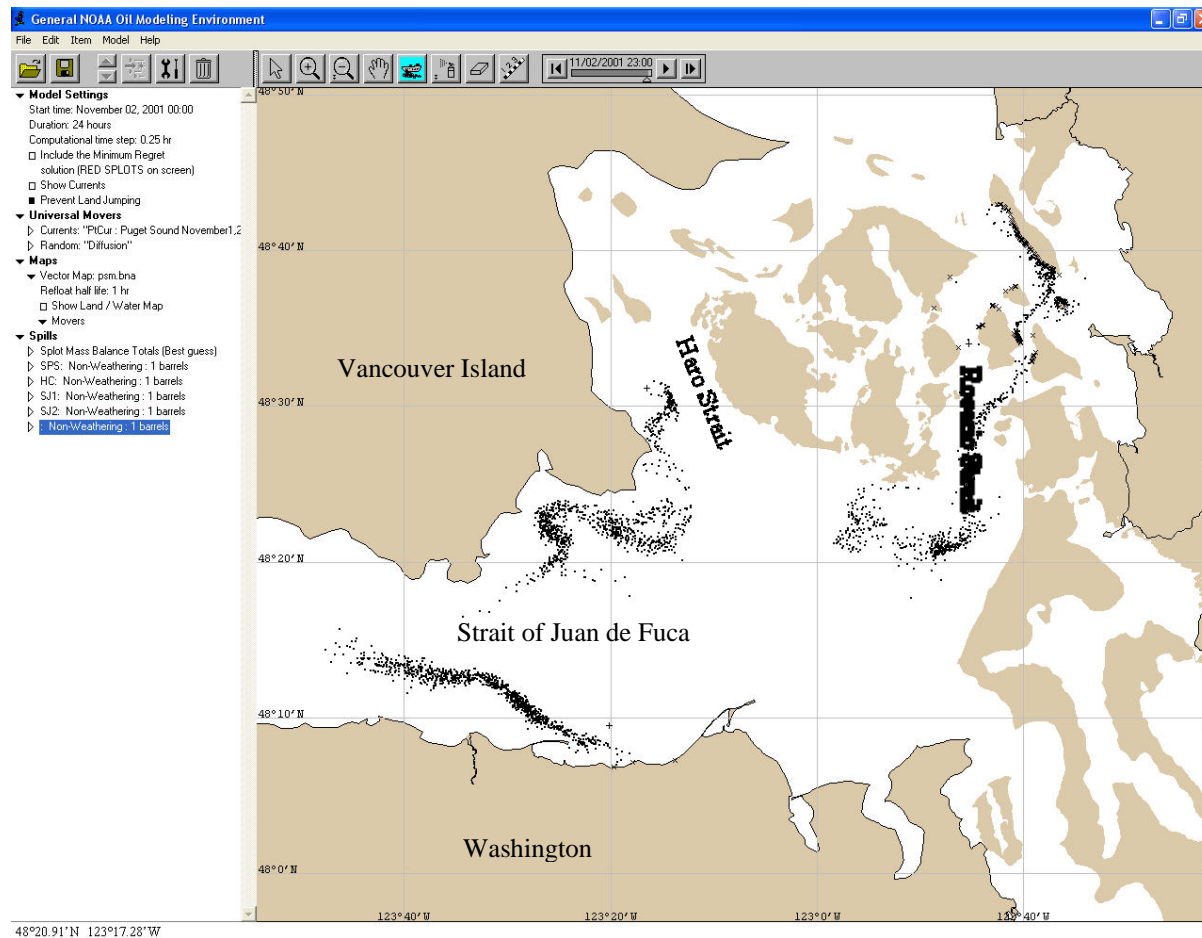 General NOAA Oil Modeling Environment
File Edit Item Model Help
11/02/2001 23:00
Model Settings
Start time: November 02, 2001 00:00
Duration: 24 hours
Computational time step: 0.25 hr
Include the Minimum Regret
solution (RED SPLOTS on screen)
Show Currents
Prevent Land Jumping
Universal Movers
Currents: "PtCur : Puget Sound November1,2
Random: "Diffusion"
Maps
Vector Map: psm.bna
Refloat half life: 1 hr
Show Land / Water Map
Movers
Spills
Splot Mass Balance Totals (Best guess)
SPS: Non-Weathering : 1 barrels
HC: Non-Weathering : 1 barrels
SJ1: Non-Weathering : 1 barrels
SJ2: Non-Weathering : 1 barrels
: Non-Weathering : 1 barrels
48°50'N
48°40'N
48°30'N
48°20'N
48°10'N
48°0'N
Vancouver Island
Haro Strait
Strait of Juan de Fuca
Washington
123°40'W 123°20'W 123°0'W 122°40'W
48°20.91'N 123°17.28'W